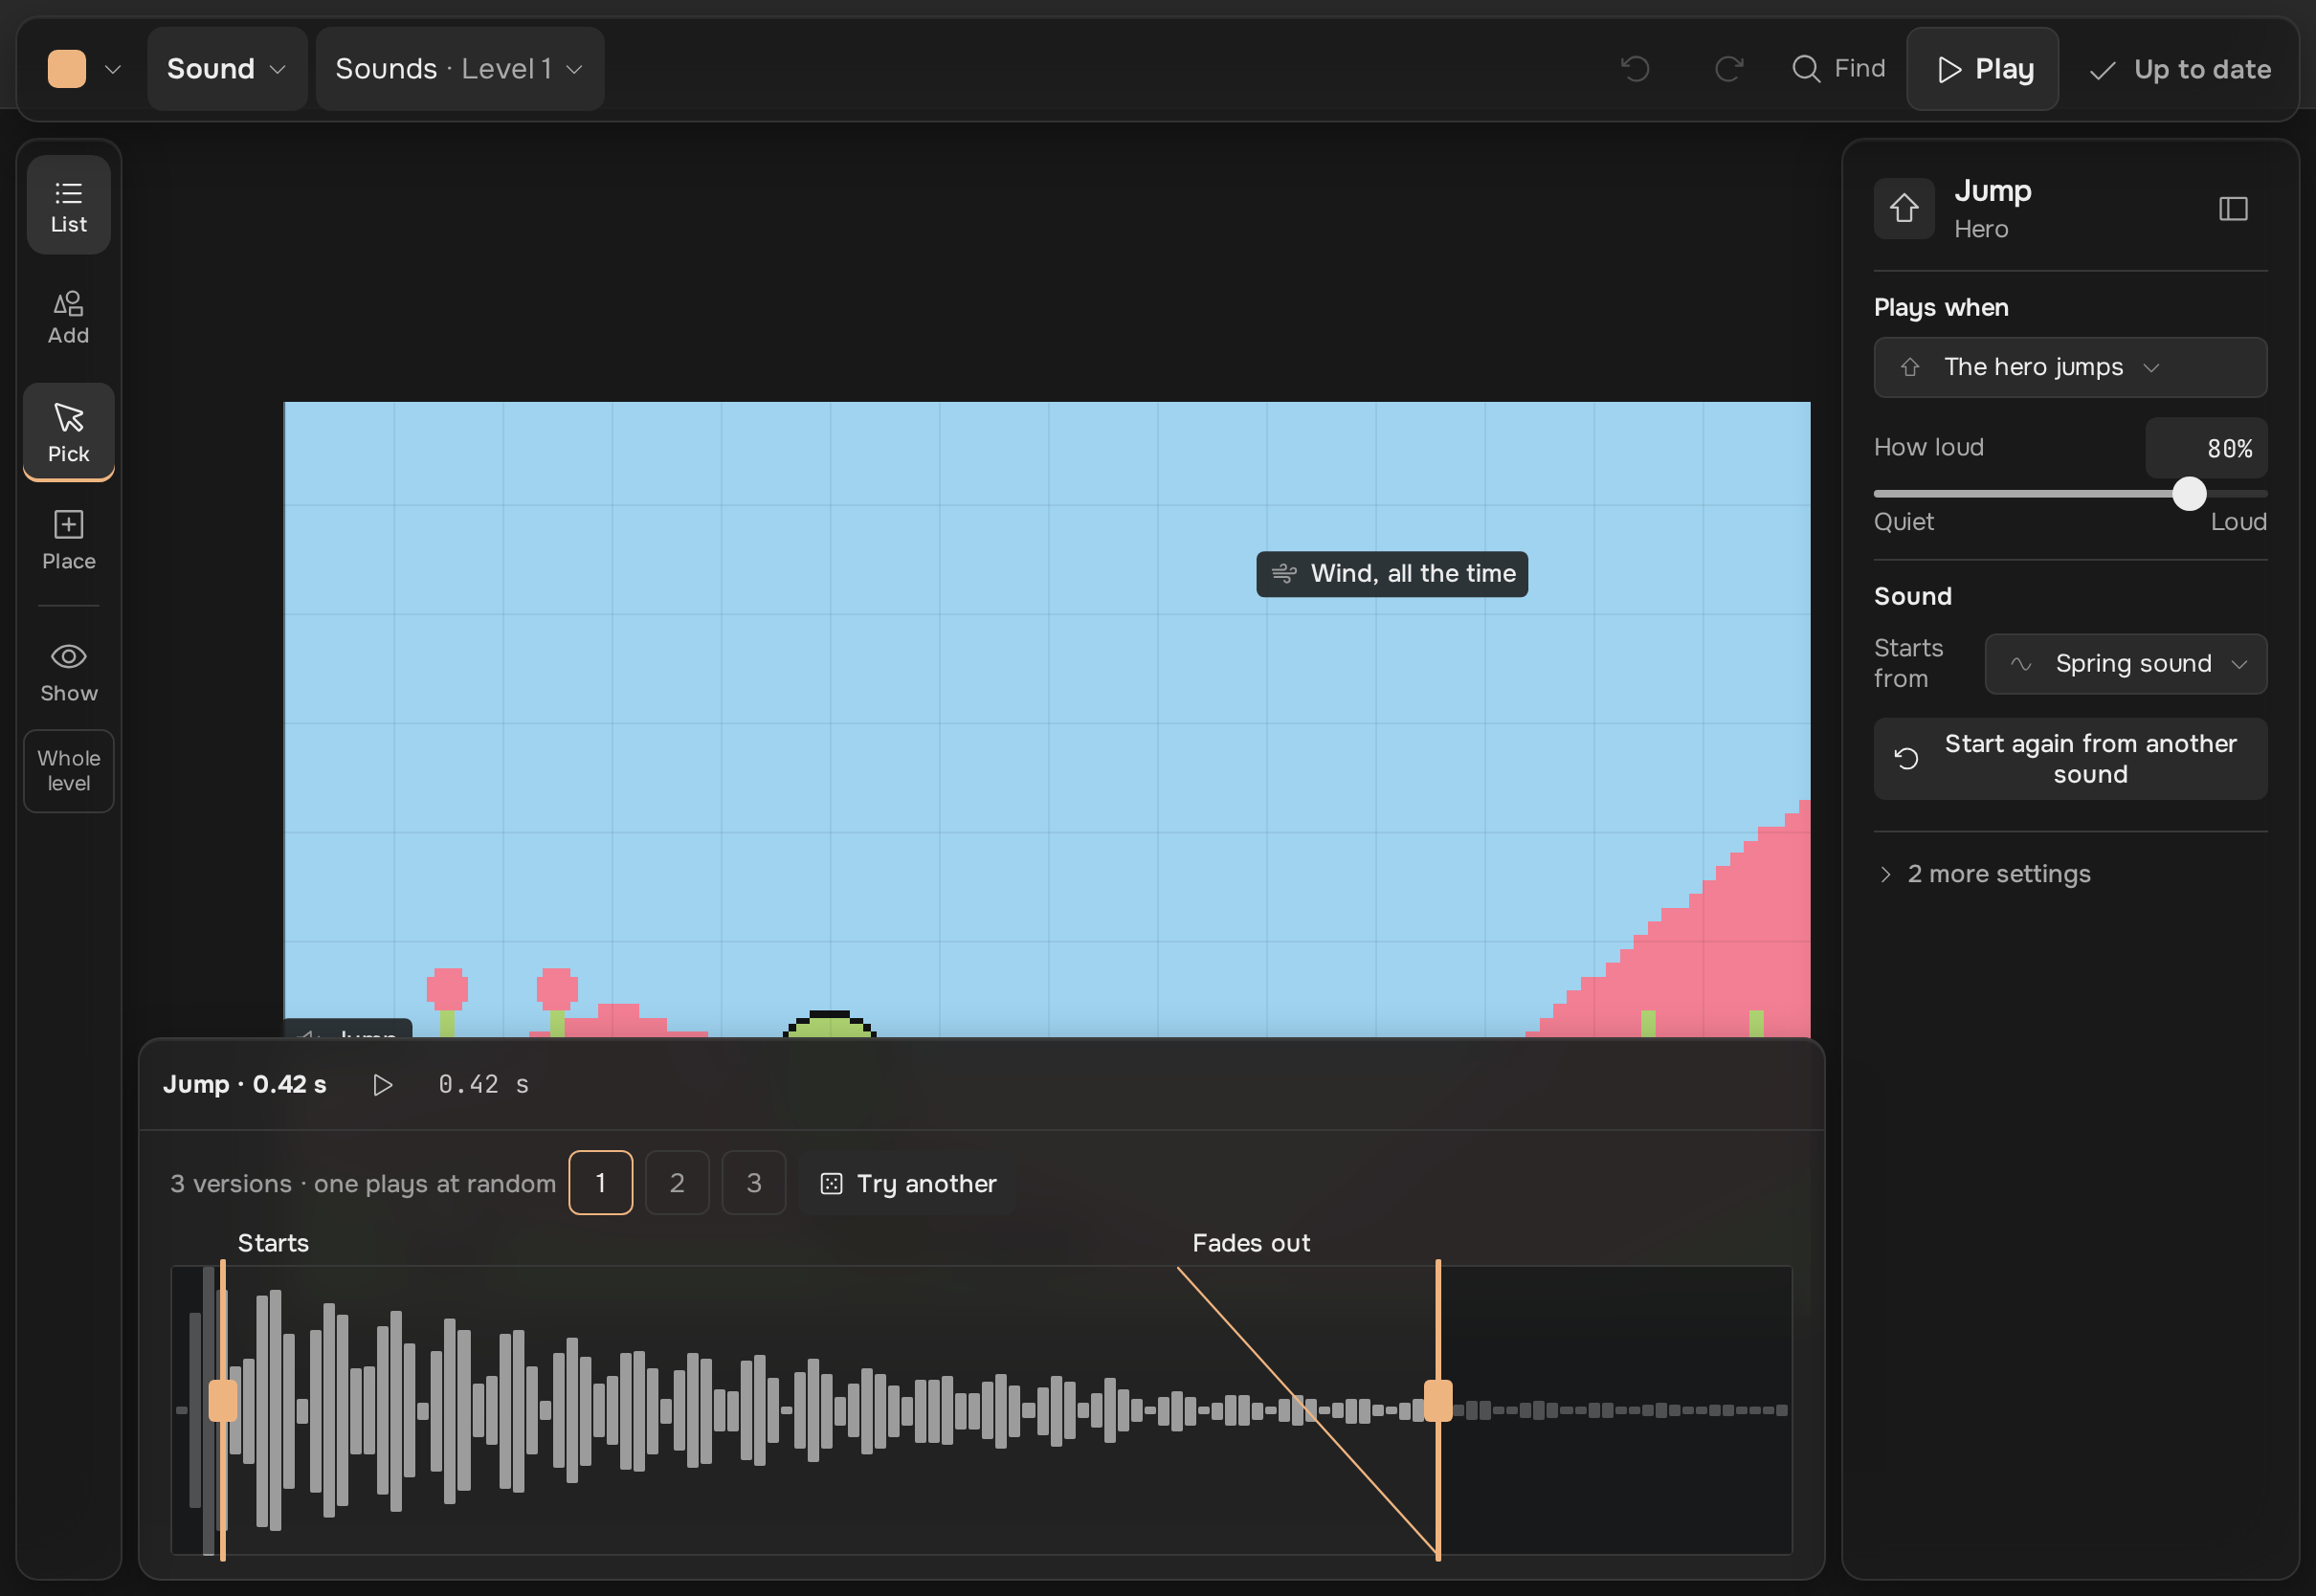 Sound
Sounds · Level 1
Find
Play
Up to date
List
Add
Pick
Place
Show
Whole
level
Wind, all the time
Jump
Jump · 0.42 s
0.42 s
3 versions · one plays at random
1
2
3
Try another
Starts
Fades out
Jump
Hero
Plays when
The hero jumps
How loud
80%
Quiet
Loud
Sound
Starts
from
Spring sound
Start again from another
sound
2 more settings